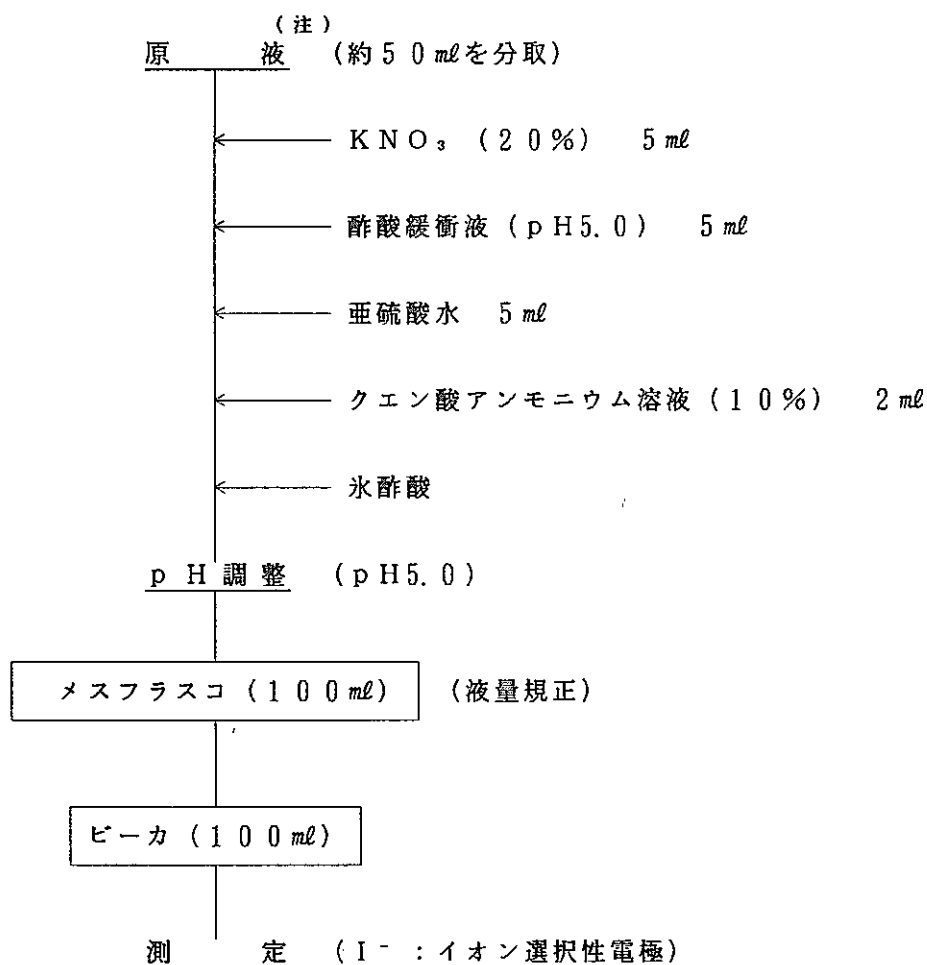 (注)
原液 (約50mlを分取)
KNO₃ (20%) 5ml
酢酸緩衝液 (pH5.0) 5ml
亜硫酸水 5ml
クエン酸アンモニウム溶液 (10%) 2ml
氷酢酸
pH調整 (pH5.0)
メスフラスコ (100ml) (液量規正)
ビーカ (100ml)
測定 (I⁻:イオン選択性電極)